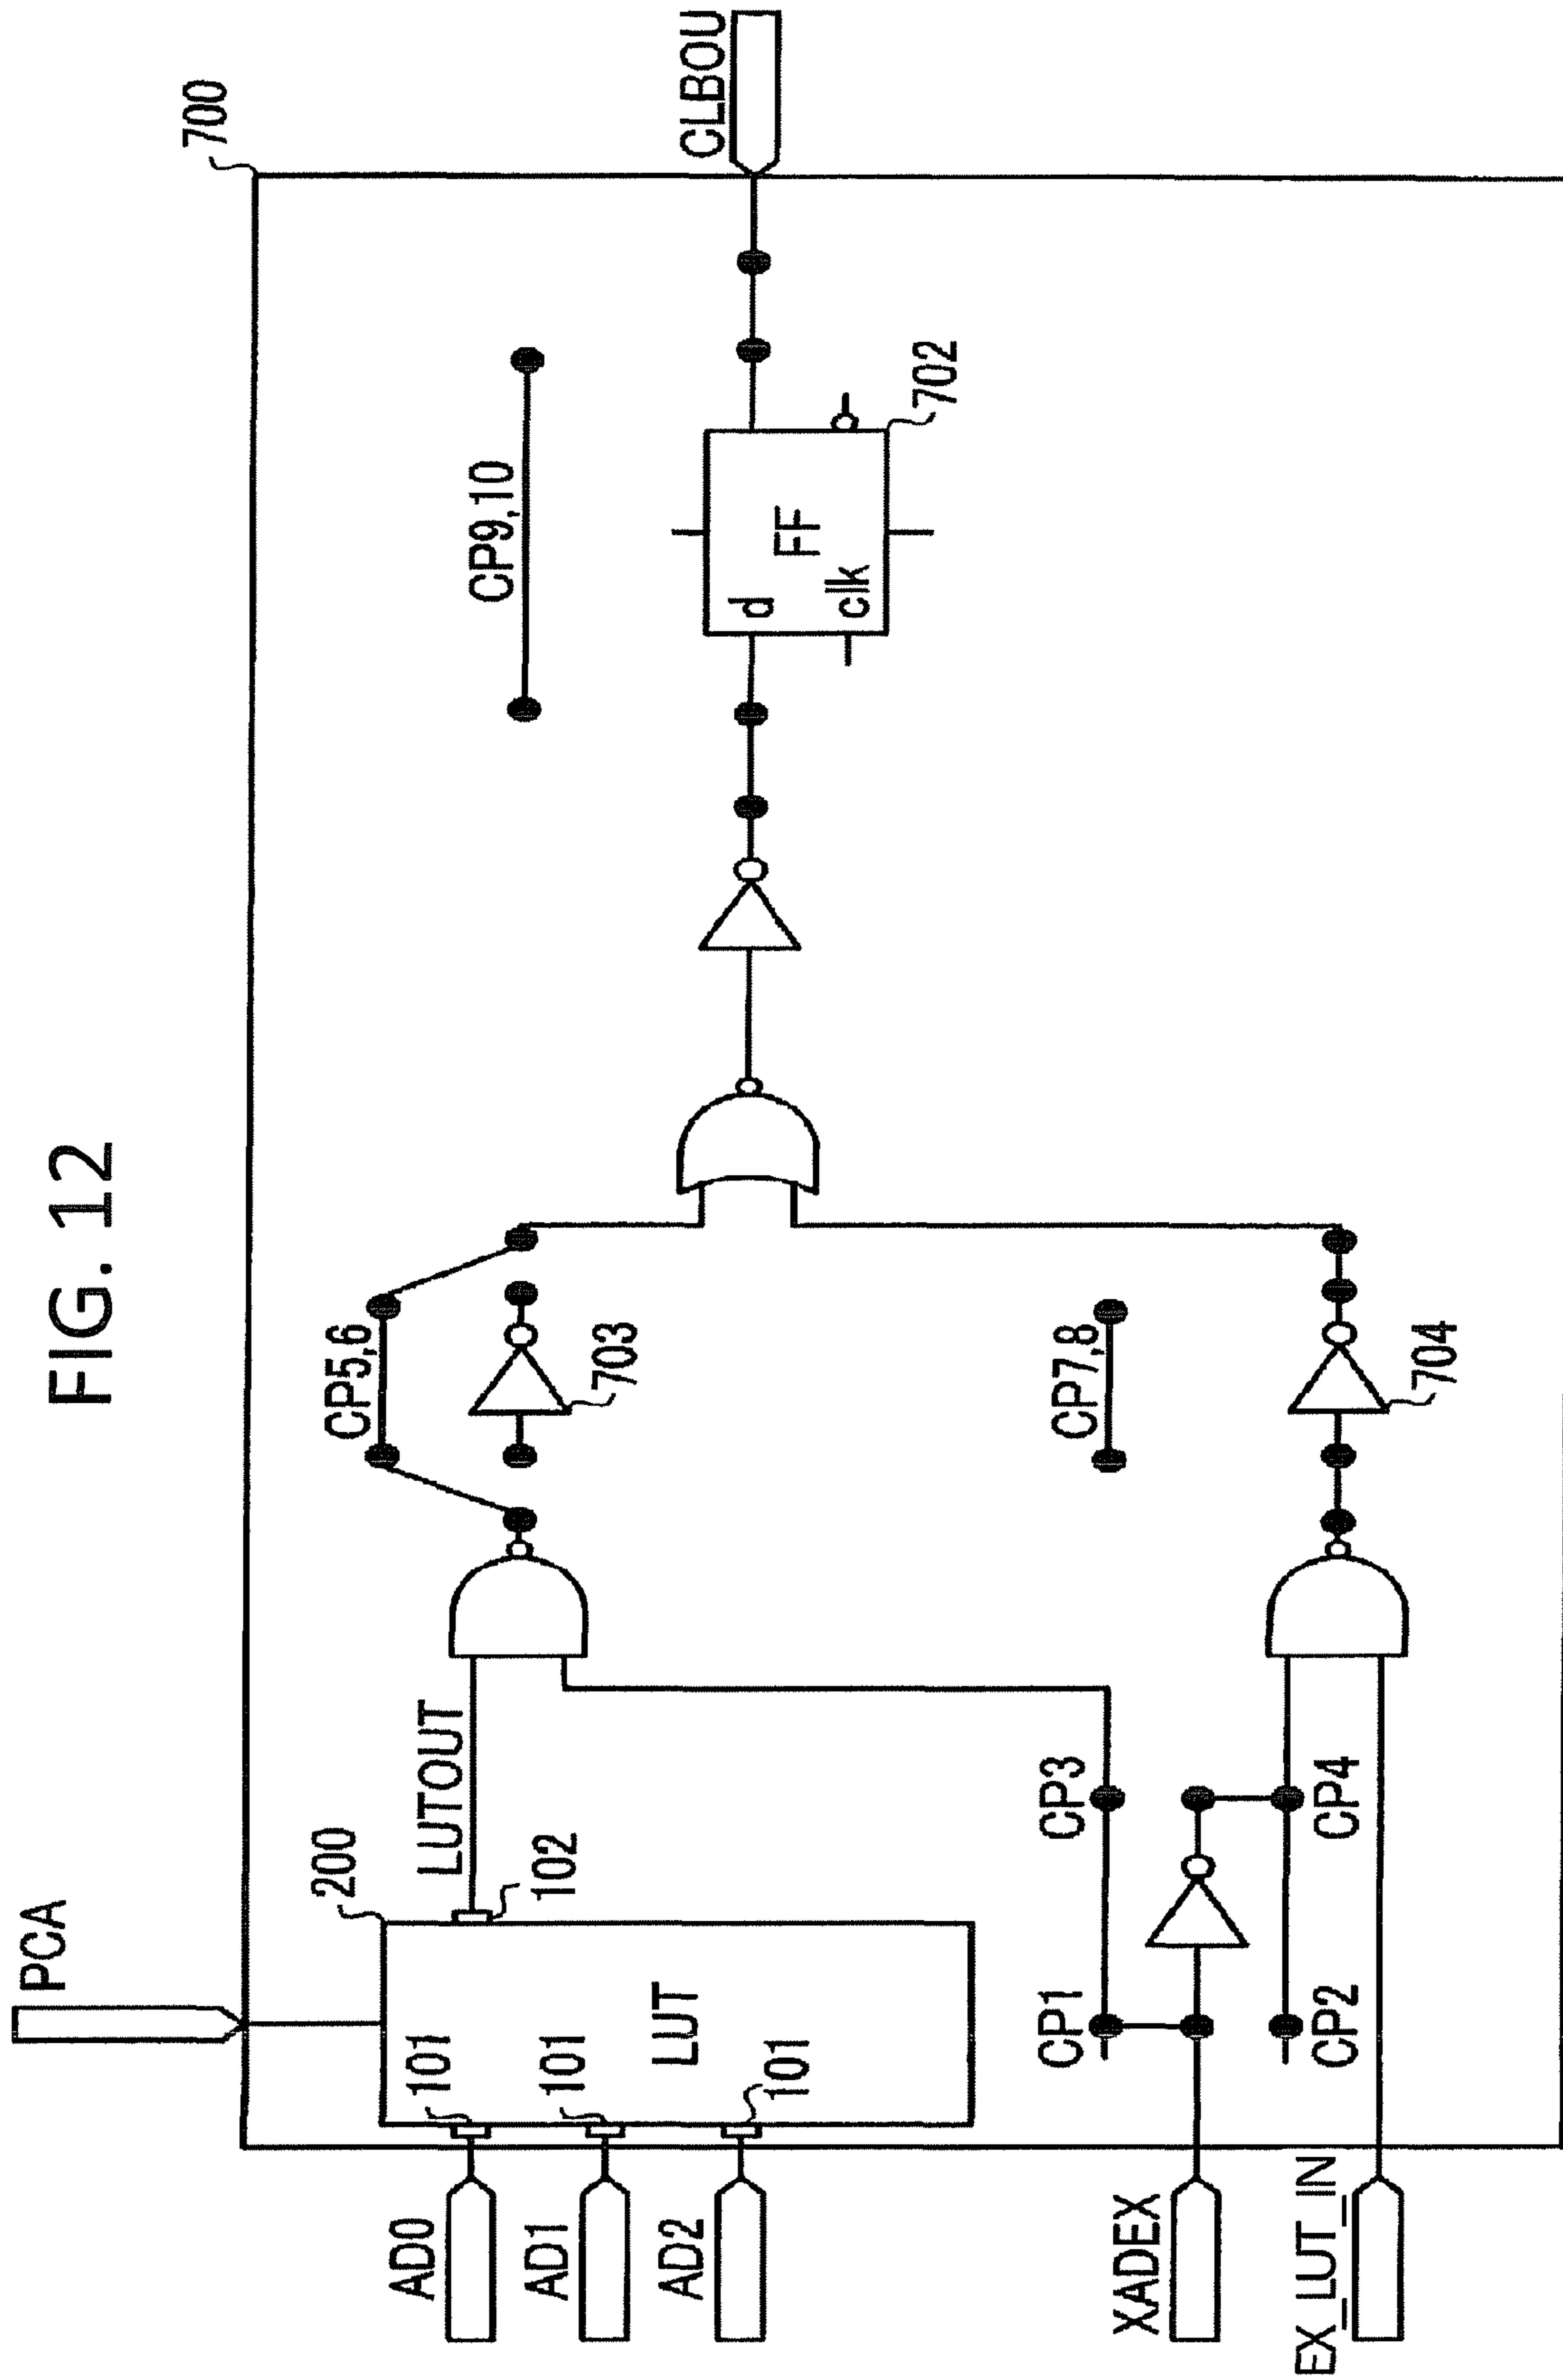 FIG. 12
PCA
700
200
LUTOUT
CP5,6
CP9,10
CLBOU
AD0
101
102
703
AD1
101
LUT
d
FF
clk
702
AD2
101
XADEX
CP1
CP3
CP7,8
EX_LUT_IN
CP2
CP4
704